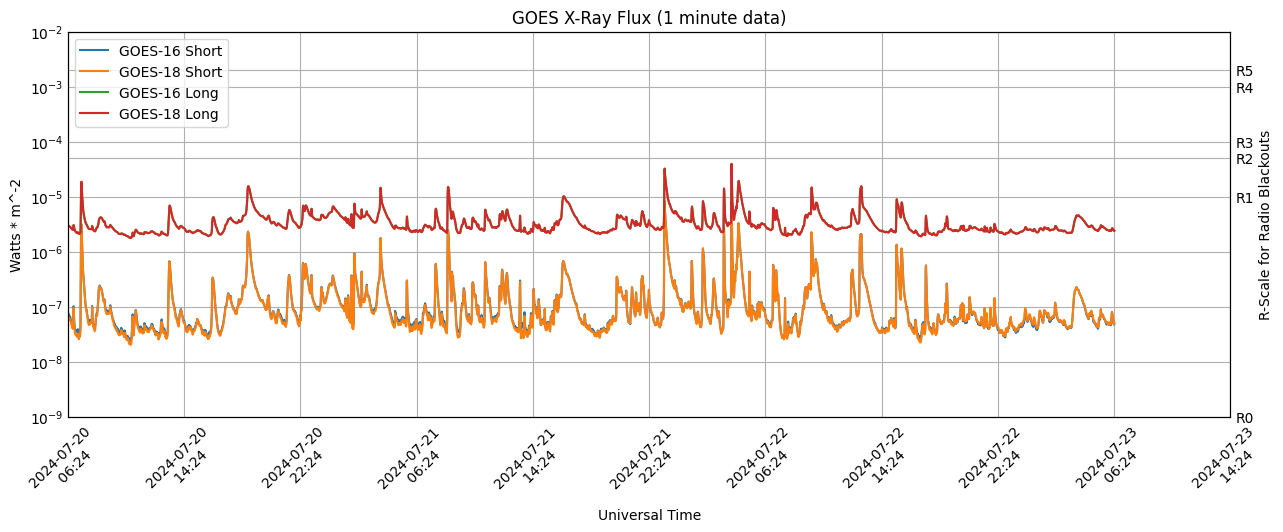 GOES X-Ray Flux (1 minute data)
10^-2
10^-3
10^-4
10^-5
10^-6
10^-7
10^-8
10^-9
Watts * m^-2
GOES-16 Short
GOES-18 Short
GOES-16 Long
GOES-18 Long
R5
R4
R3
R2
R1
R0
R-Scale for Radio Blackouts
2024-07-20
06:24
2024-07-20
14:24
2024-07-20
22:24
2024-07-21
06:24
2024-07-21
14:24
2024-07-21
22:24
2024-07-22
06:24
2024-07-22
14:24
2024-07-22
22:24
2024-07-23
06:24
2024-07-23
14:24
Universal Time